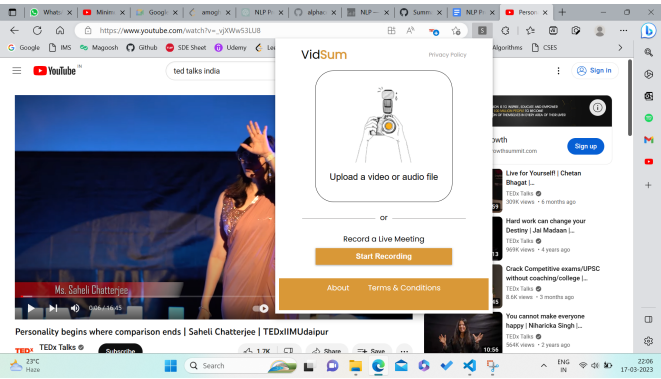 Whats
Minim
Googl
amogh
NLP P
alphac
NLP —
Summ
NLP P
Person
https://www.youtube.com/watch?v=_vjXWw53LU8
Google
IMS
Magoosh
Github
SDE Sheet
Udemy
Lee
Algorithms
CSES
YouTube IN
ted talks india
Sign in
VidSum
Privacy Policy
Upload a video or audio file
or
Record a Live Meeting
Start Recording
About
Terms & Conditions
Ms. Saheli Chatterjee
0:06 / 16:45
Personality begins where comparison ends | Saheli Chatterjee | TEDxIIMUdaipur
TEDx
TEDx Talks
Subscribe
1.7K
Share
Save
Sign up
owth
rowthsummit.com
Live for Yourself! | Chetan
Bhagat |...
TEDx Talks
309K views • 6 months ago
:59
Hard work can change your
Destiny | Jai Madaan |...
TEDx Talks
969K views • 4 years ago
:13
Crack Competitive exams/UPSC
without coaching/college |...
TEDx Talks
8.6K views • 3 months ago
:45
You cannot make everyone
happy | Niharicka Singh |...
TEDx Talks
564K views • 2 years ago
10:56
23°C
Haze
Search
ENG
IN
22:06
17-03-2023